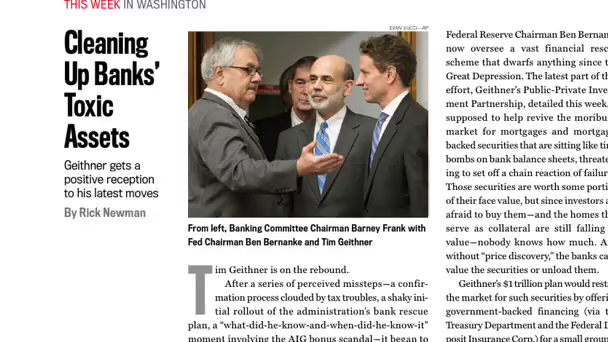 THIS WEEK IN WASHINGTON
Cleaning
Up Banks'
Toxic
Assets
Geithner gets a
positive reception
to his latest moves
By Rick Newman
EVAN VUCCI—AP
From left, Banking Committee Chairman Barney Frank with
Fed Chairman Ben Bernanke and Tim Geithner
Tim Geithner is on the rebound.
After a series of perceived missteps—a confir-
mation process clouded by tax troubles, a shaky ini-
tial rollout of the administration's bank rescue
plan, a "what-did-he-know-and-when-did-he-know-it"
moment involving the AIG bonus scandal—it began to
Federal Reserve Chairman Ben Bernan
now oversee a vast financial resc
scheme that dwarfs anything since t
Great Depression. The latest part of th
effort, Geithner's Public-Private Inve
ment Partnership, detailed this week,
supposed to help revive the moribu
market for mortgages and mortgag
backed securities that are sitting like tim
bombs on bank balance sheets, threate
ing to set off a chain reaction of failur
Those securities are worth some porti
of their face value, but since investors a
afraid to buy them—and the homes th
serve as collateral are still falling
value—nobody knows how much. A
without "price discovery," the banks ca
value the securities or unload them.
Geithner's $1 trillion plan would resto
the market for such securities by offeri
government-backed financing (via t
Treasury Department and the Federal D
posit Insurance Corp.) for a small group